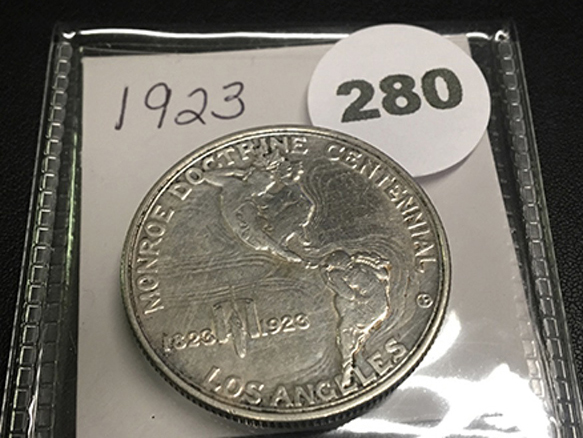 1923
280
MONROE DOCTRINE CENTENNIAL
1823 1923
LOS ANGELES